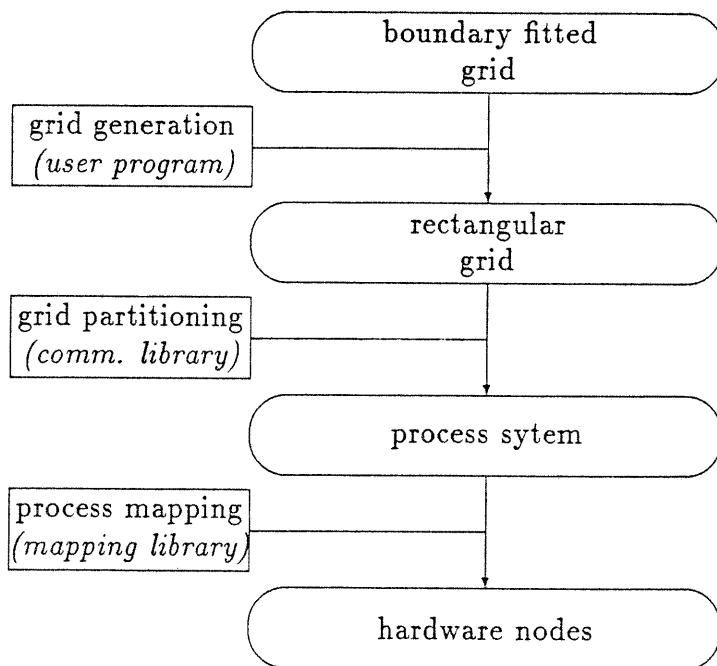 boundary fitted
grid
grid generation
(user program)
rectangular
grid
grid partitioning
(comm. library)
process sytem
process mapping
(mapping library)
hardware nodes